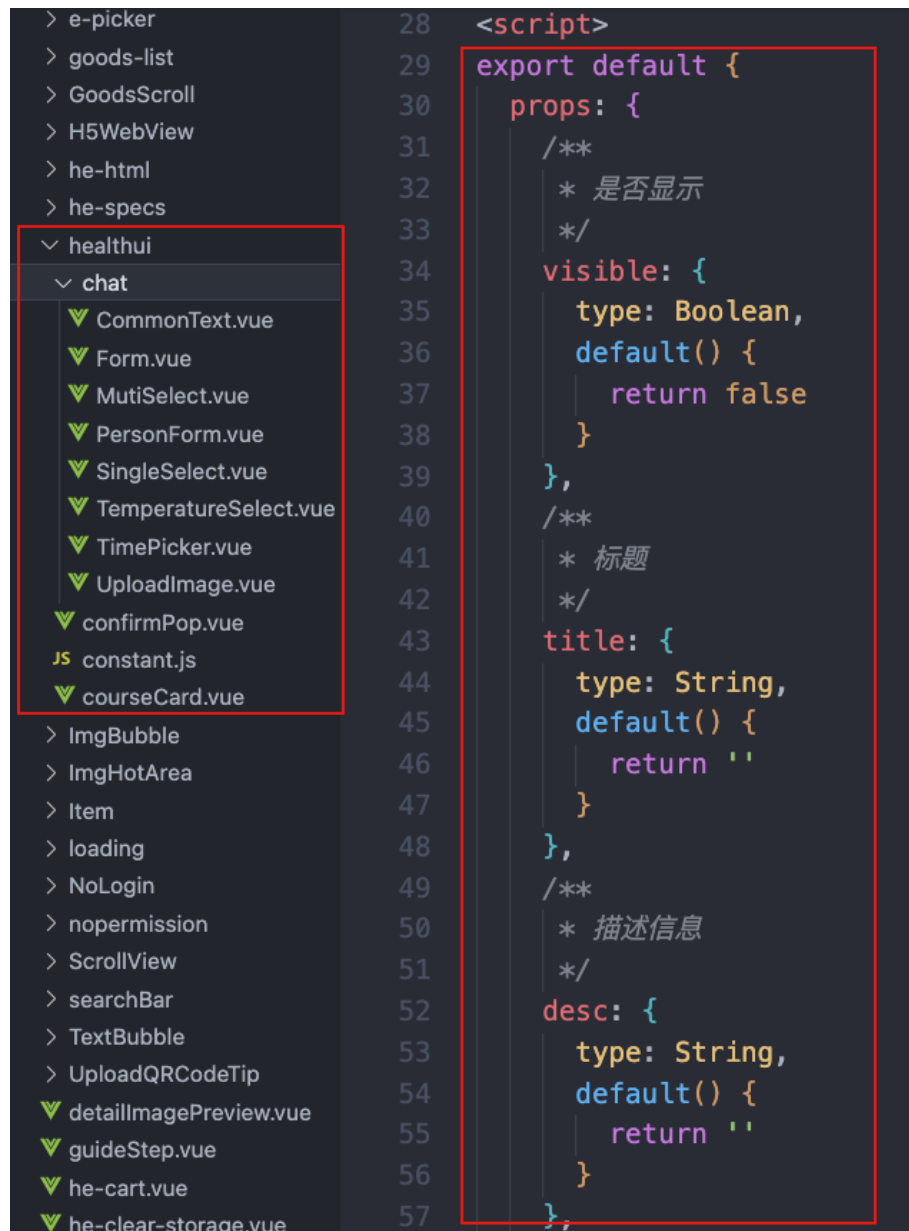 e-picker
goods-list
GoodsScroll
H5WebView
he-html
he-specs
healthui
chat
CommonText.vue
Form.vue
MutiSelect.vue
PersonForm.vue
SingleSelect.vue
TemperatureSelect.vue
TimePicker.vue
UploadImage.vue
confirmPop.vue
JS constant.js
courseCard.vue
ImgBubble
ImgHotArea
Item
loading
NoLogin
nopermission
ScrollView
searchBar
TextBubble
UploadQRCodeTip
detailImagePreview.vue
guideStep.vue
he-cart.vue
he-clear-storage.vue
28 <script>
29 export default {
30 props: {
31 /**
32 * 是否显示
33 */
34 visible: {
35 type: Boolean,
36 default() {
37 return false
38 }
39 },
40 /**
41 * 标题
42 */
43 title: {
44 type: String,
45 default() {
46 return ''
47 }
48 },
49 /**
50 * 描述信息
51 */
52 desc: {
53 type: String,
54 default() {
55 return ''
56 }
57 },